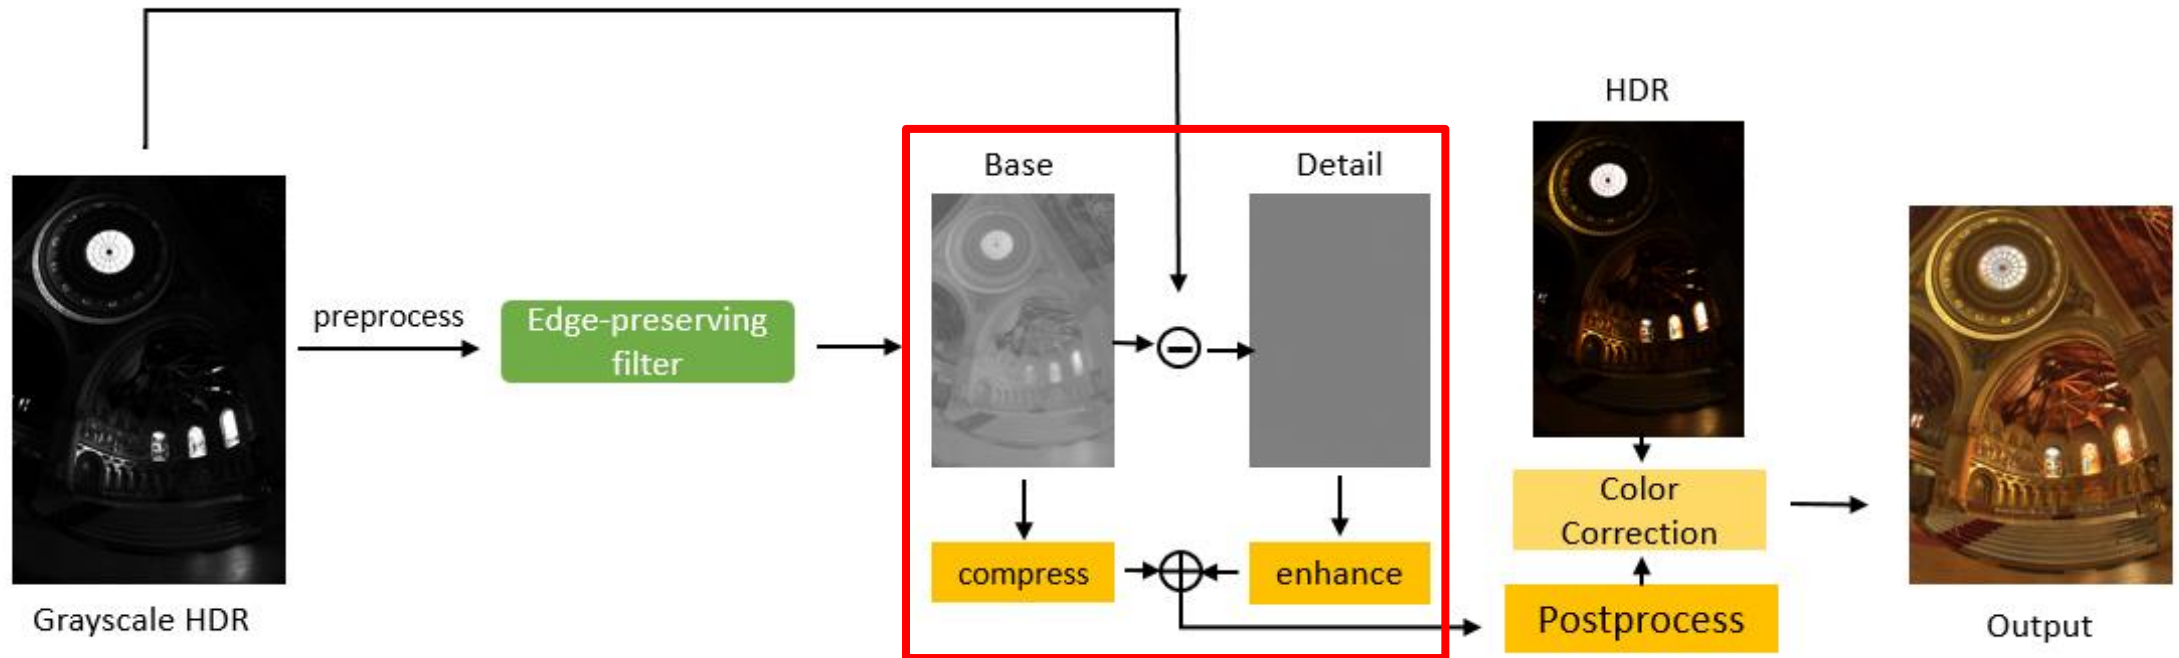 HDR
Base
Detail
preprocess
Edge-preserving
filter
Color
Correction
compress
enhance
Postprocess
Grayscale HDR
Output